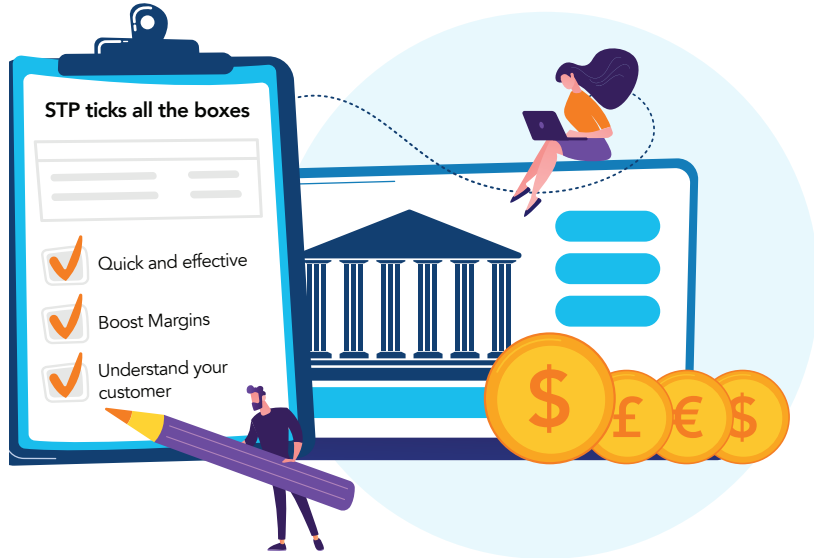 STP ticks all the boxes
Quick and effective
Boost Margins
Understand your
customer
$
£
€
$